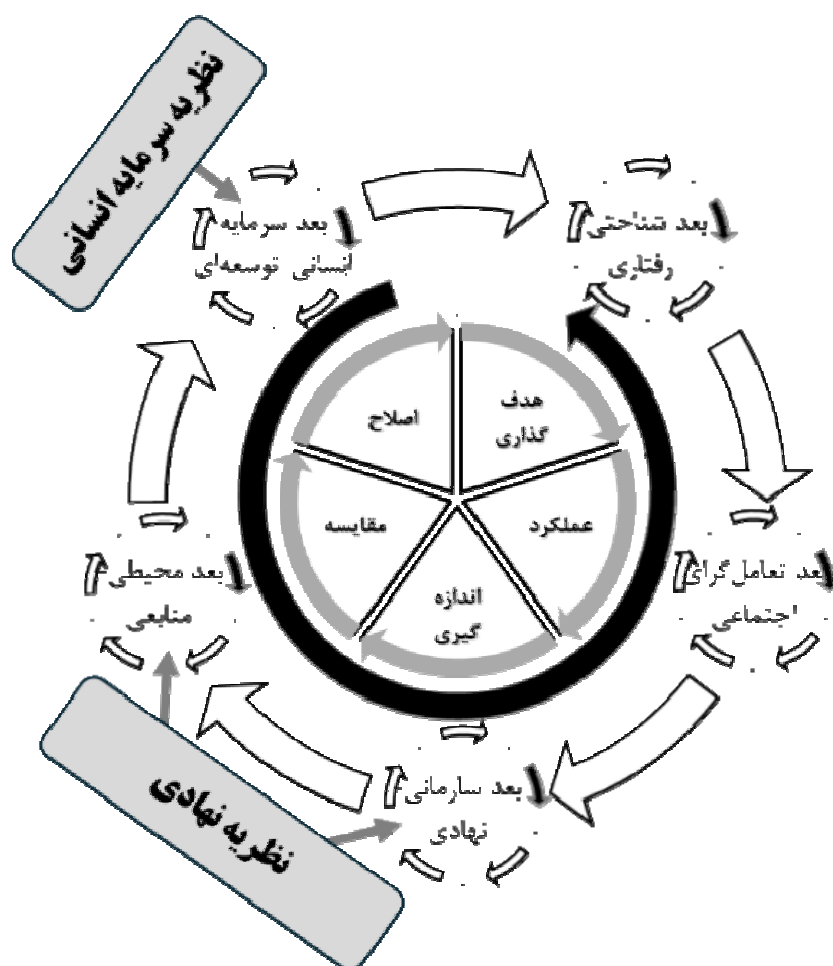 نظریه سرمایه انسانی
بعد سرمایه
انسانی توسعه‌ای
بعد شناختی
رفتاری
هدف
گذاری
اصلاح
عملکرد
مقایسه
اندازه
گیری
بعد تعامل‌گرای
اجتماعی
بعد محیطی
منابعی
بعد سازمانی
نهادی
نظریه نهادی